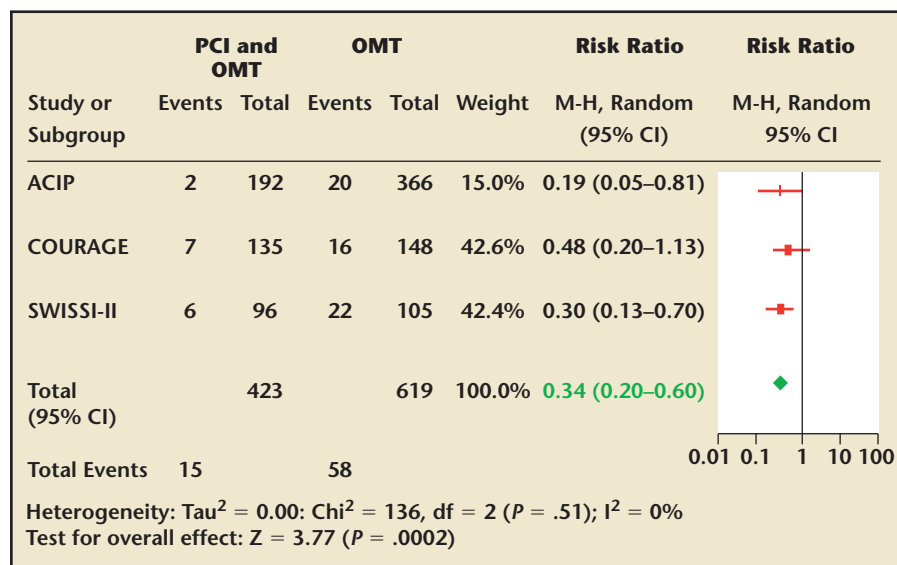 PCI and OMT Risk Ratio Risk Ratio
OMT
Study or Events Total Events Total Weight M-H, Random M-H, Random
Subgroup (95% CI) 95% CI
ACIP 2 192 20 366 15.0% 0.19 (0.05–0.81)
COURAGE 7 135 16 148 42.6% 0.48 (0.20–1.13)
SWISSI-II 6 96 22 105 42.4% 0.30 (0.13–0.70)
Total 423 619 100.0% 0.34 (0.20–0.60)
(95% CI)
0.01 0.1 1 10 100
Total Events 15 58
Heterogeneity: Tau² = 0.00: Chi² = 136, df = 2 (P = .51); I² = 0%
Test for overall effect: Z = 3.77 (P = .0002)